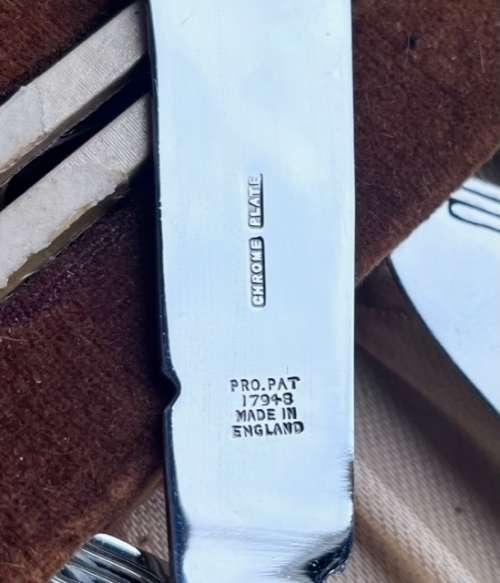 CHROME PLATE
PRO.PAT
17948
MADE IN
ENGLAND